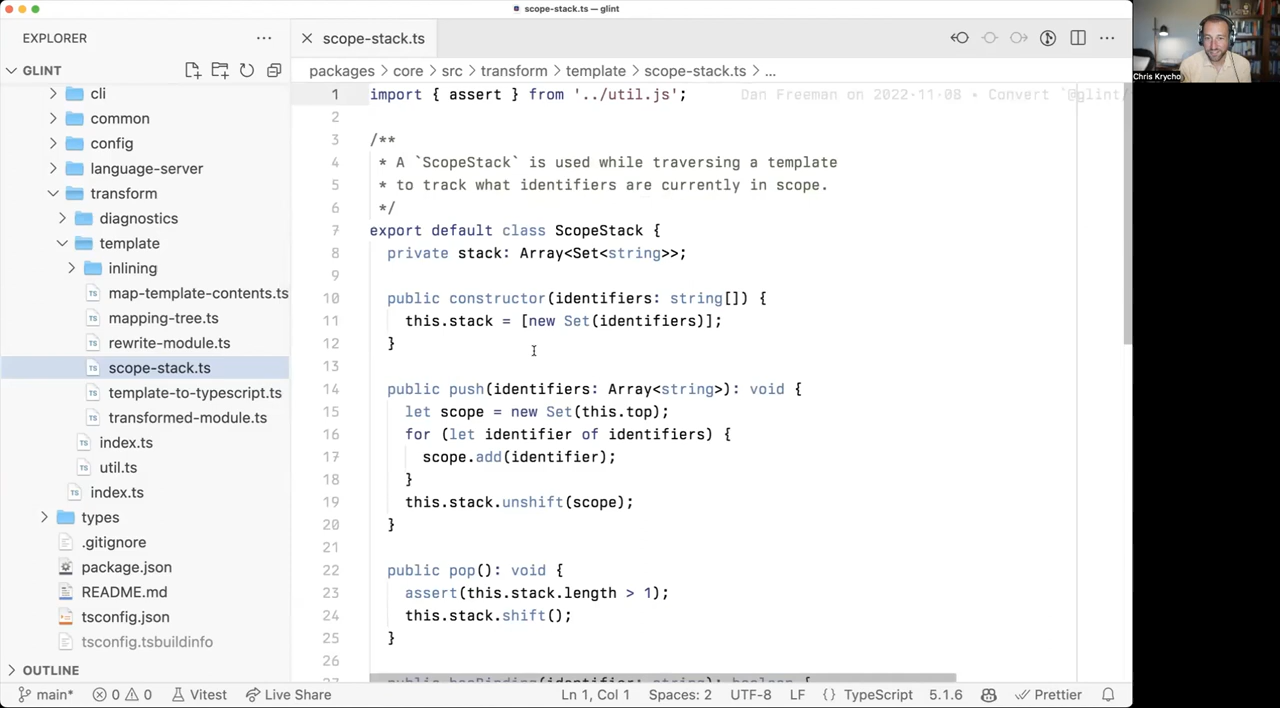 scope-stack.ts — glint
EXPLORER
scope-stack.ts
GLINT
packages > core > src > transform > template > scope-stack.ts > ...
cli
common
config
language-server
transform
diagnostics
template
inlining
map-template-contents.ts
mapping-tree.ts
rewrite-module.ts
scope-stack.ts
template-to-typescript.ts
transformed-module.ts
index.ts
util.ts
index.ts
types
.gitignore
package.json
README.md
tsconfig.json
tsconfig.tsbuildinfo
OUTLINE
1 import { assert } from '../util.js'; Dan Freeman on 2022-11-08 • Convert `@glint/
2
3 /**
4 * A `ScopeStack` is used while traversing a template
5 * to track what identifiers are currently in scope.
6 */
7 export default class ScopeStack {
8 private stack: Array<Set<string>>;
9
10 public constructor(identifiers: string[]) {
11 this.stack = [new Set(identifiers)];
12 }
13
14 public push(identifiers: Array<string>): void {
15 let scope = new Set(this.top);
16 for (let identifier of identifiers) {
17 scope.add(identifier);
18 }
19 this.stack.unshift(scope);
20 }
21
22 public pop(): void {
23 assert(this.stack.length > 1);
24 this.stack.shift();
25 }
26
27 public hasBinding(identifier: string): boolean {
Chris Krycho
main* 0 0 Vitest Live Share Ln 1, Col 1 Spaces: 2 UTF-8 LF {} TypeScript 5.1.6 Prettier